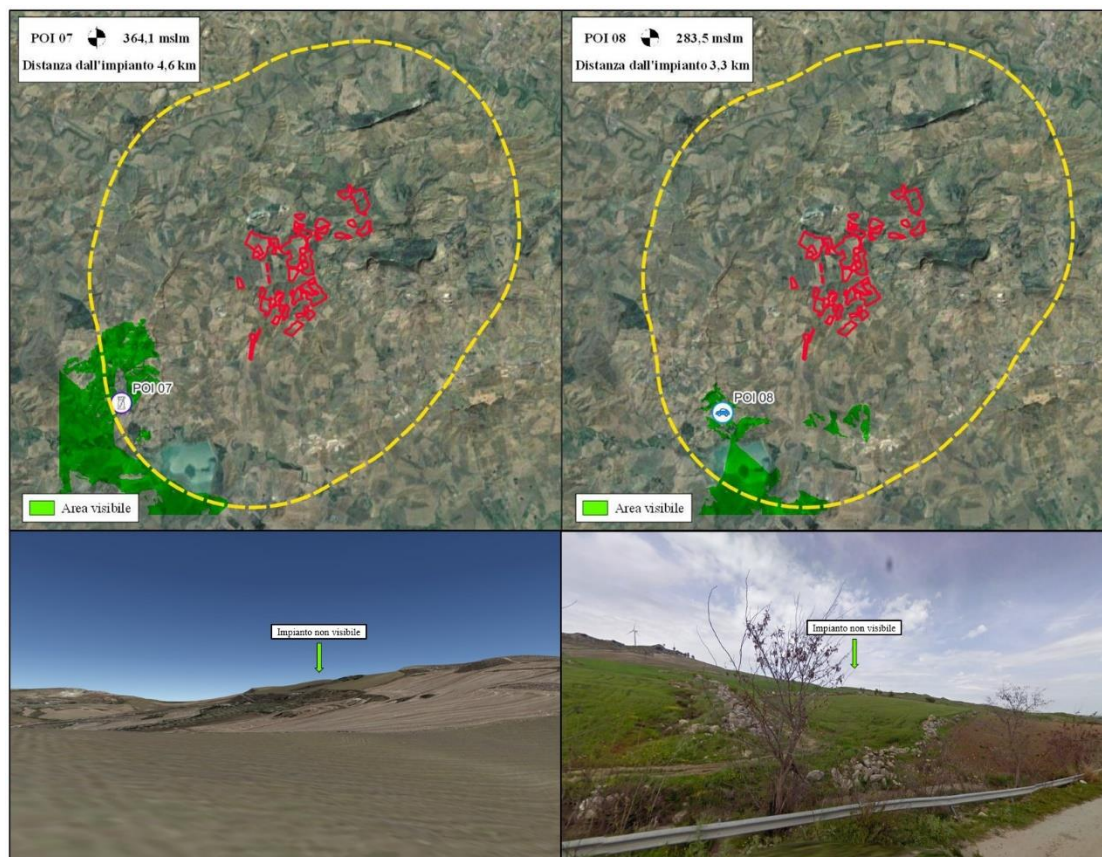 POI 07 364,1 mslm
Distanza dall'impianto 4,6 km
POI 07
Area visibile
POI 08 283,5 mslm
Distanza dall'impianto 3,3 km
POI 08
Area visibile
Impianto non visibile
Impianto non visibile